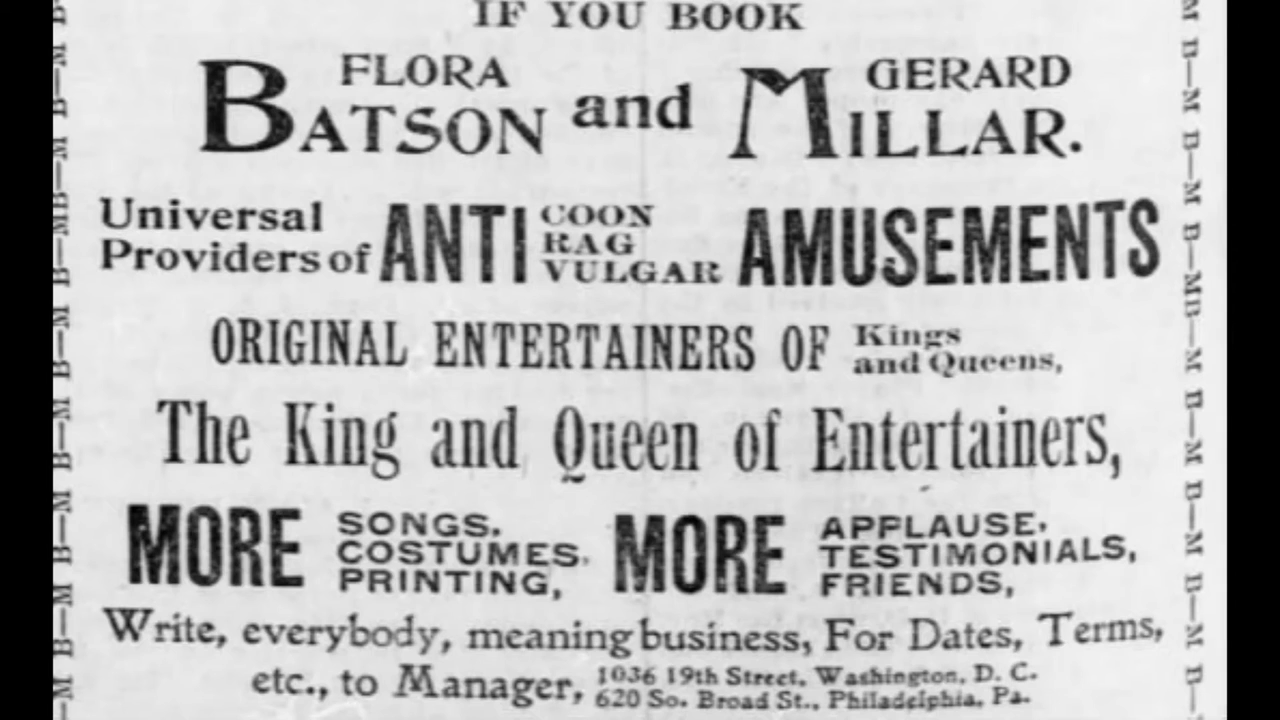 IF YOU BOOK
FLORA BATSON and GERARD MILLAR.
Universal Providers of ANTI COON RAG VULGAR AMUSEMENTS
ORIGINAL ENTERTAINERS OF Kings and Queens,
The King and Queen of Entertainers,
MORE SONGS. COSTUMES. PRINTING, MORE APPLAUSE. TESTIMONIALS, FRIENDS,
Write, everybody, meaning business, For Dates, Terms,
etc., to Manager, 1036 19th Street, Washington, D. C.
620 So. Broad St., Philadelphia, Pa.
B—M B—M B—M B—M B—MB—M B—M B—M
M B—M B—M B—MB—M B—M B—M B—M B—